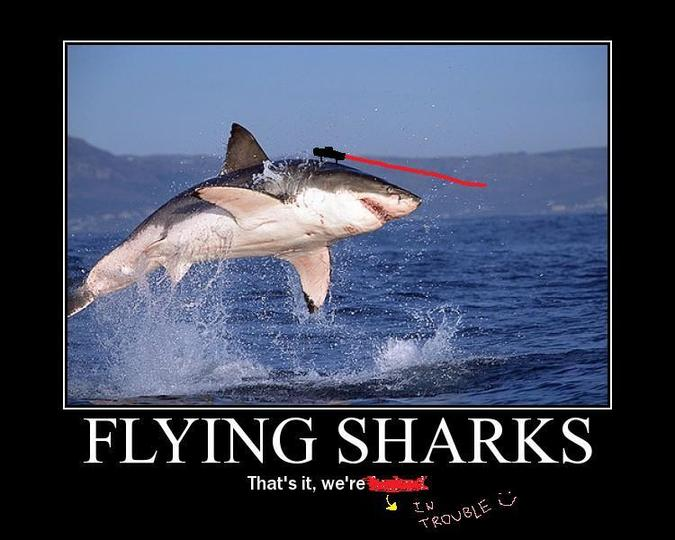 FLYING SHARKS
That's it, we're
IN
TROUBLE